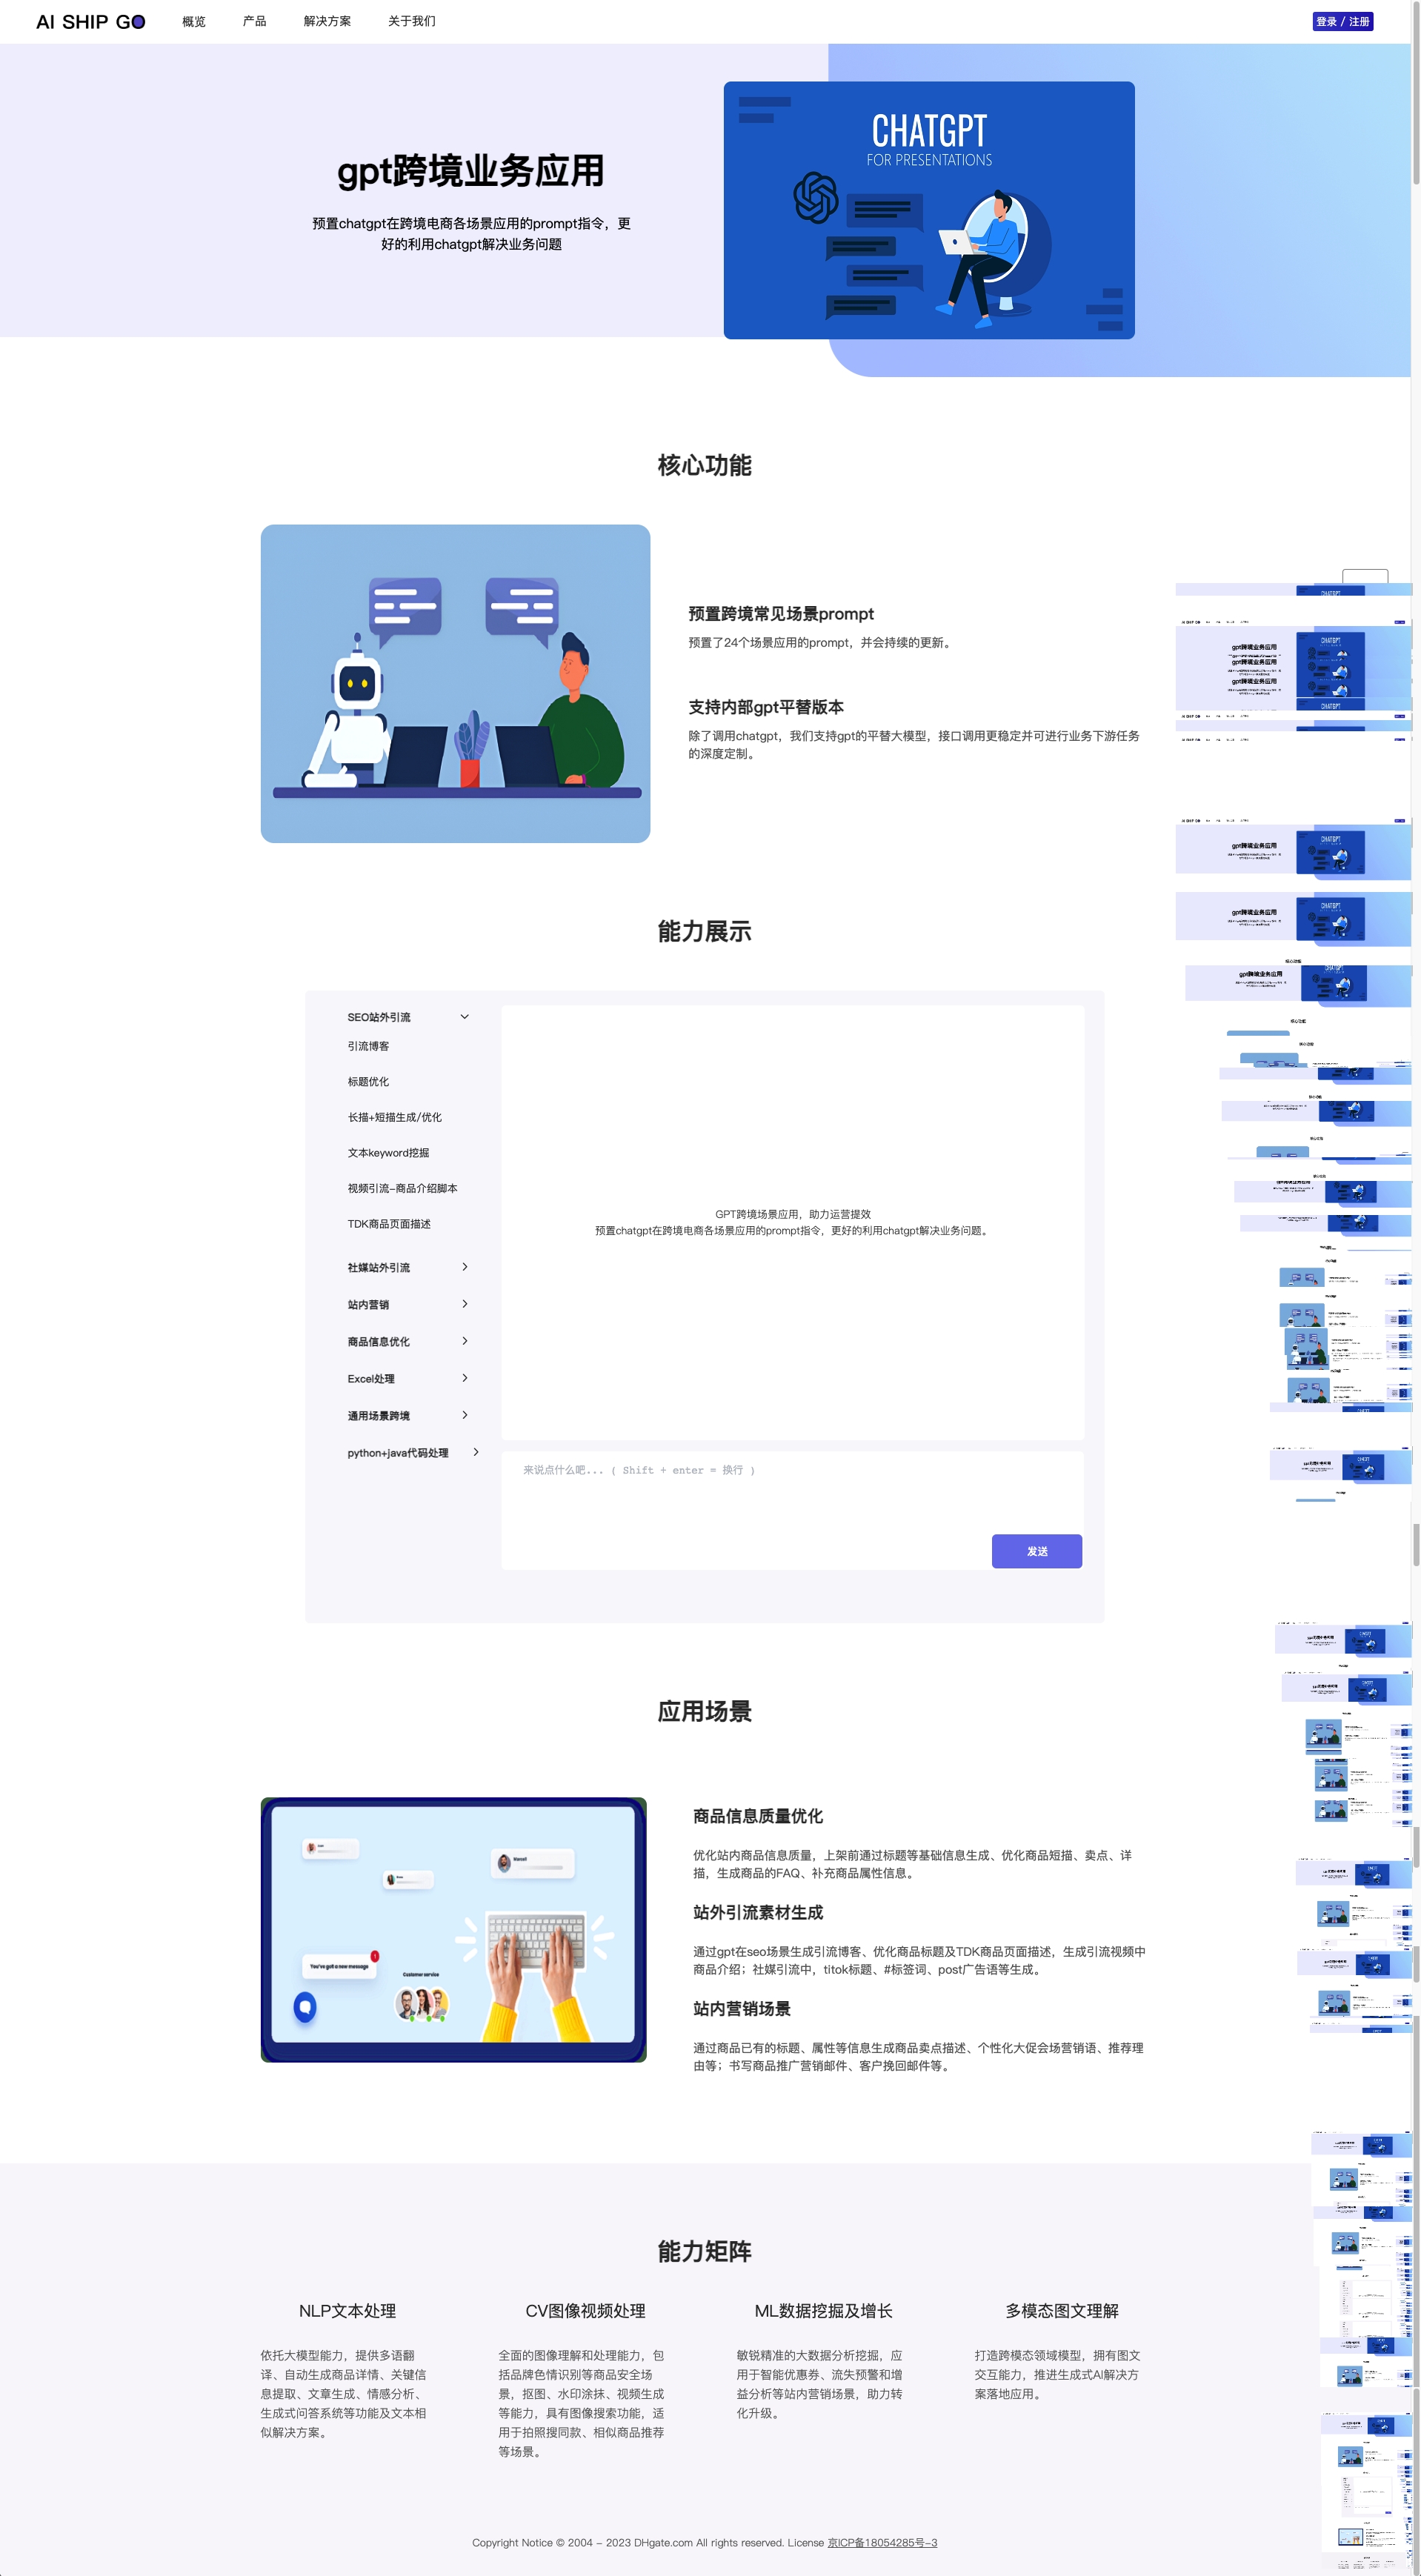 AI SHIP GO
概览
产品
解决方案
关于我们
登录 / 注册
gpt跨境业务应用
预置chatgpt在跨境电商各场景应用的prompt指令，更
好的利用chatgpt解决业务问题
CHATGPT
FOR PRESENTATIONS
核心功能
预置跨境常见场景prompt
预置了24个场景应用的prompt，并会持续的更新。
支持内部gpt平替版本
除了调用chatgpt，我们支持gpt的平替大模型，接口调用更稳定并可进行业务下游任务
的深度定制。
能力展示
SEO站外引流
引流博客
标题优化
长描+短描生成/优化
文本keyword挖掘
视频引流-商品介绍脚本
TDK商品页面描述
社媒站外引流
站内营销
商品信息优化
Excel处理
通用场景跨境
python+java代码处理
GPT跨境场景应用，助力运营提效
预置chatgpt在跨境电商各场景应用的prompt指令，更好的利用chatgpt解决业务问题。
来说点什么吧... ( Shift + enter = 换行 )
发送
应用场景
You've got a new message
1
Customer service
商品信息质量优化
优化站内商品信息质量，上架前通过标题等基础信息生成、优化商品短描、卖点、详
描，生成商品的FAQ、补充商品属性信息。
站外引流素材生成
通过gpt在seo场景生成引流博客、优化商品标题及TDK商品页面描述，生成引流视频中
商品介绍；社媒引流中，titok标题、#标签词、post广告语等生成。
站内营销场景
通过商品已有的标题、属性等信息生成商品卖点描述、个性化大促会场营销语、推荐理
由等；书写商品推广营销邮件、客户挽回邮件等。
能力矩阵
NLP文本处理
依托大模型能力，提供多语翻
译、自动生成商品详情、关键信
息提取、文章生成、情感分析、
生成式问答系统等功能及文本相
似解决方案。
CV图像视频处理
全面的图像理解和处理能力，包
括品牌色情识别等商品安全场
景，抠图、水印涂抹、视频生成
等能力，具有图像搜索功能，适
用于拍照搜同款、相似商品推荐
等场景。
ML数据挖掘及增长
敏锐精准的大数据分析挖掘，应
用于智能优惠券、流失预警和增
益分析等站内营销场景，助力转
化升级。
多模态图文理解
打造跨模态领域模型，拥有图文
交互能力，推进生成式AI解决方
案落地应用。
Copyright Notice © 2004 - 2023 DHgate.com All rights reserved. License 京ICP备18054285号-3